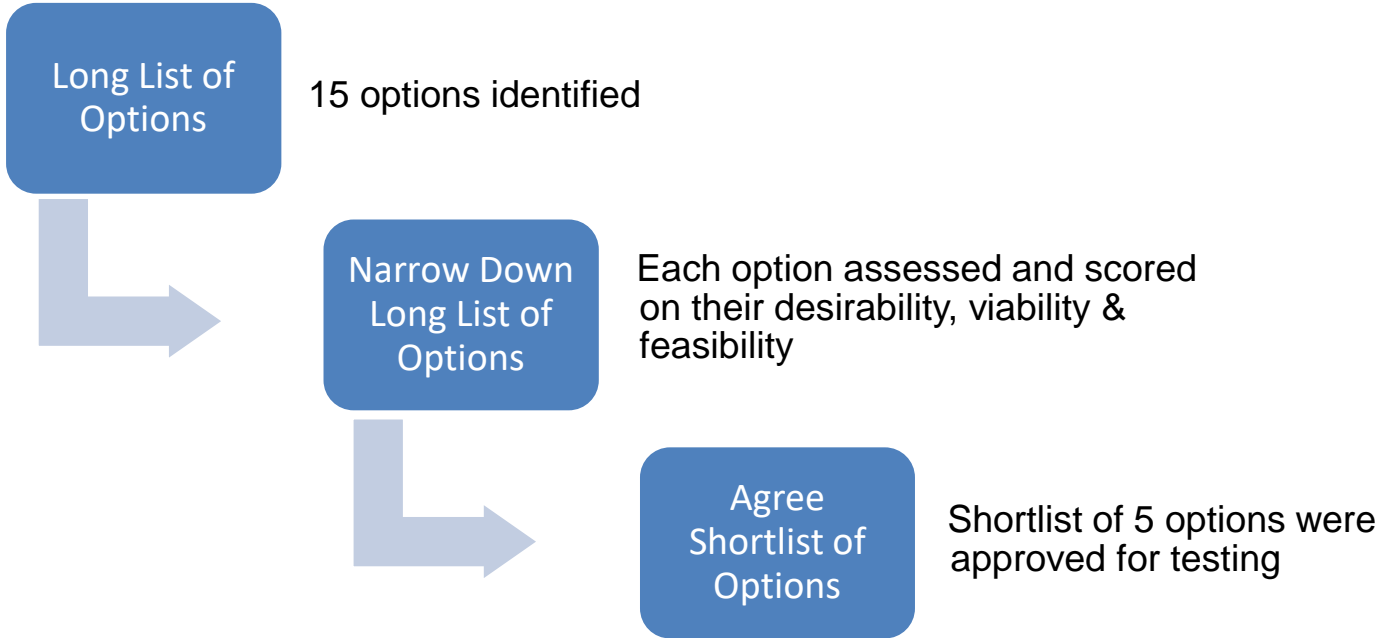 Long List of
Options
15 options identified
Narrow Down
Long List of
Options
Each option assessed and scored
on their desirability, viability &
feasibility
Agree
Shortlist of
Options
Shortlist of 5 options were
approved for testing